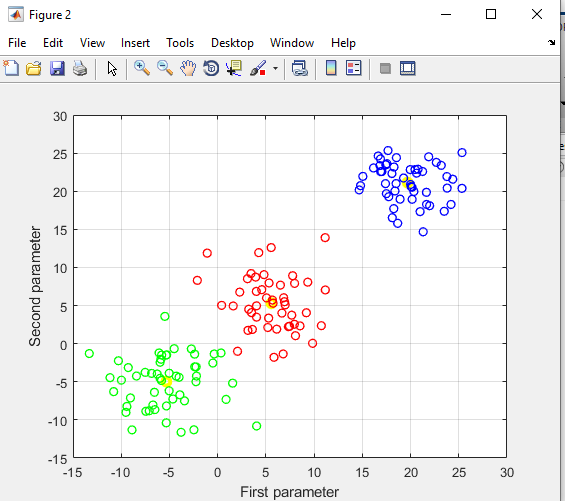 Figure 2
File Edit View Insert Tools Desktop Window Help
30
25
20
15
10
5
0
-5
-10
-15
Second parameter
-15 -10 -5 0 5 10 15 20 25 30
First parameter